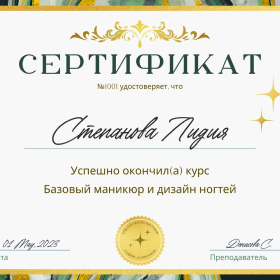 СЕРТИФИКАТ
№1001 удостоверяет, что
Степанова Лидия
Успешно окончил(а) курс
Базовый маникюр и дизайн ногтей
01 May, 2023
Денисова С.
та
Преподаватель